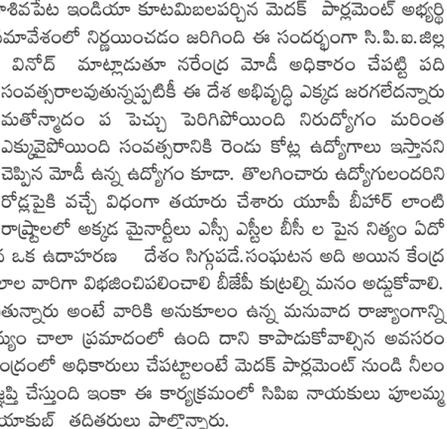 ాశివపేట ఇండియా కూటమిబలపర్చిన మెదక్ పార్లమెంట్ అభ్యర్థి
మావేశంలో నిర్ణయించడం జరిగింది ఈ సందర్భంగా సి.పి.ఐ.జిల్ల
వినోద్ మాట్లాడుతూ నరేంద్ర మోడీ అధికారం చేపట్టి పది
సంవత్సరాలవుతున్నప్పటికీ ఈ దేశ అభివృద్ధి ఎక్కడ జరగలేదన్నారు
మతోన్మాదం ప పెచ్చు పెరిగిపోయింది నిరుద్యోగం మరింత
ఎక్కువైపోయింది సంవత్సరానికి రెండు కోట్ల ఉద్యోగాలు ఇస్తానని
చెప్పిన మోడీ ఉన్న ఉద్యోగం కూడా. తొలగించారు ఉద్యోగులందరిని
రోడ్లపైకి వచ్చే విధంగా తయారు చేశారు యూపీ బీహార్ లాంటి
రాష్ట్రాలలో అక్కడ మైనార్టీలు ఎస్సీ ఎస్టీల బీసీ ల పైన నిత్యం ఏదో
ఒక ఉదాహరణ దేశం సిగ్గుపడే.సంఘటన అది అయిన కేంద్ర
లాల వారిగా విభజించిపలించాలి బీజేపీ కుట్రల్ని మనం అడ్డుకోవాలి.
తున్నారు అంటే వారికి అనుకూలం ఉన్న మనువాద రాజ్యాంగాన్ని
మ్యం చాలా ప్రమాదంలో ఉంది దాని కాపాడుకోవాల్సిన అవసరం
ంద్రంలో అధికారులు చేపట్టాలంటే మెదక్ పార్లమెంట్ నుండి నీలం
జ్ఞప్తి చేస్తుంది ఇంకా ఈ కార్యక్రమంలో సిపిఐ నాయకులు పూలమ్మ
యాకుబ్ తదితరులు పాల్గొన్నారు.